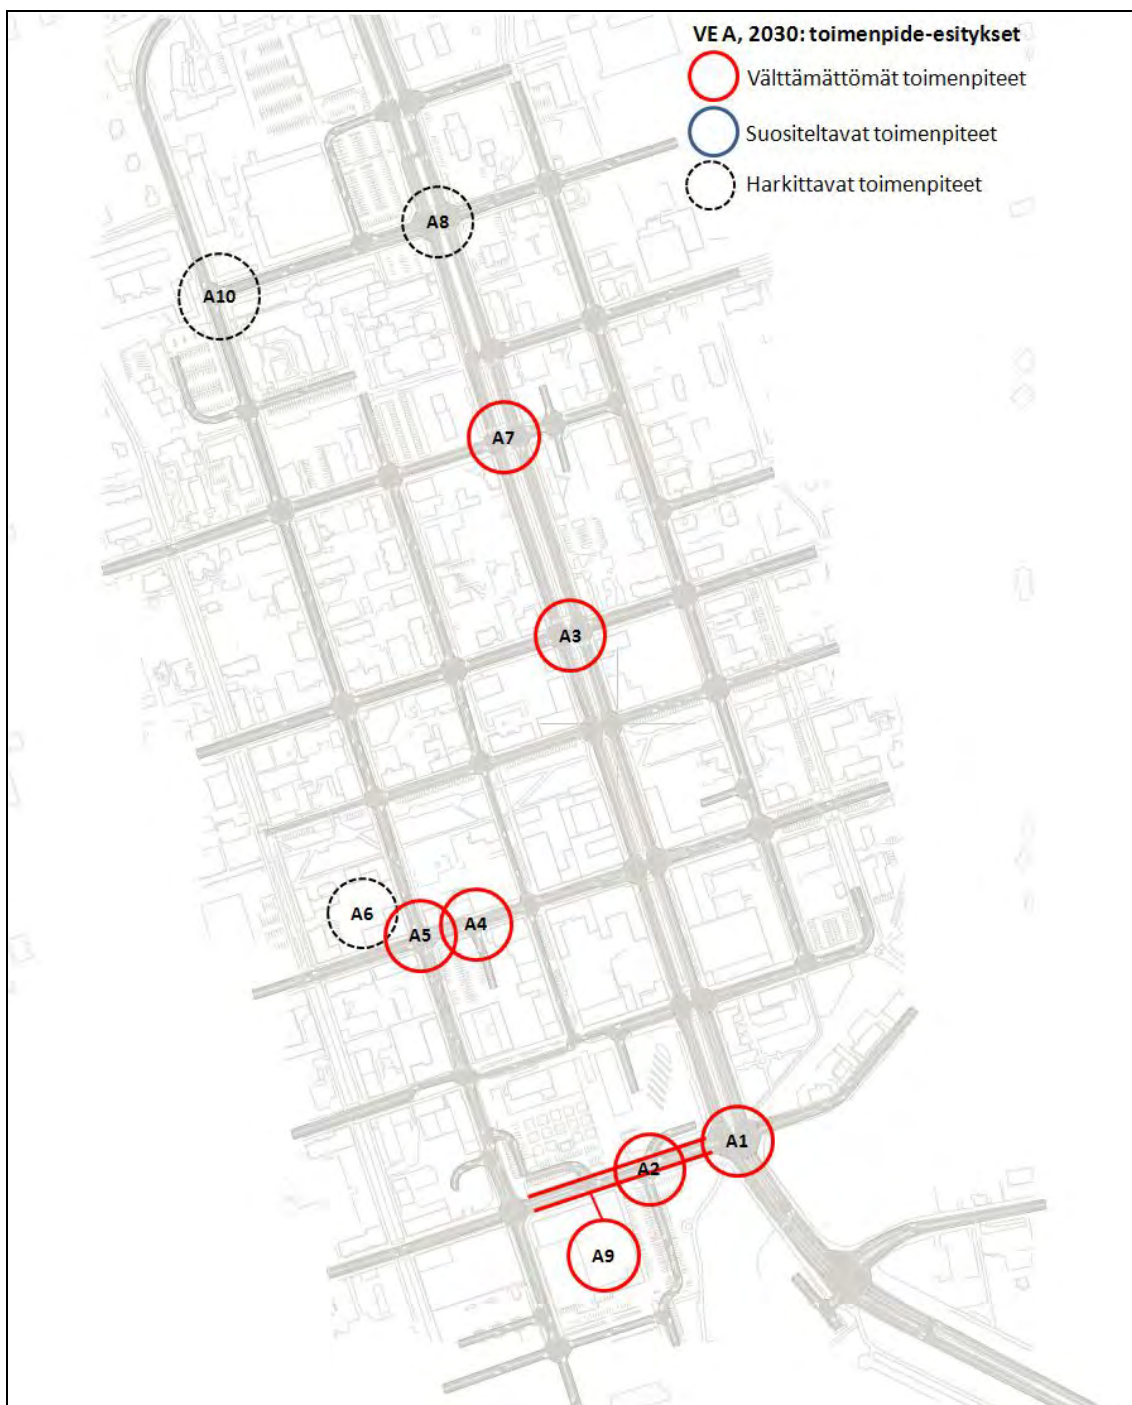 VE A, 2030: toimenpide-esitykset
Välttämättömät toimenpiteet
Suositeltavat toimenpiteet
Harkittavat toimenpiteet
A8
A10
A7
A3
A6
A5
A4
A1
A2
A9